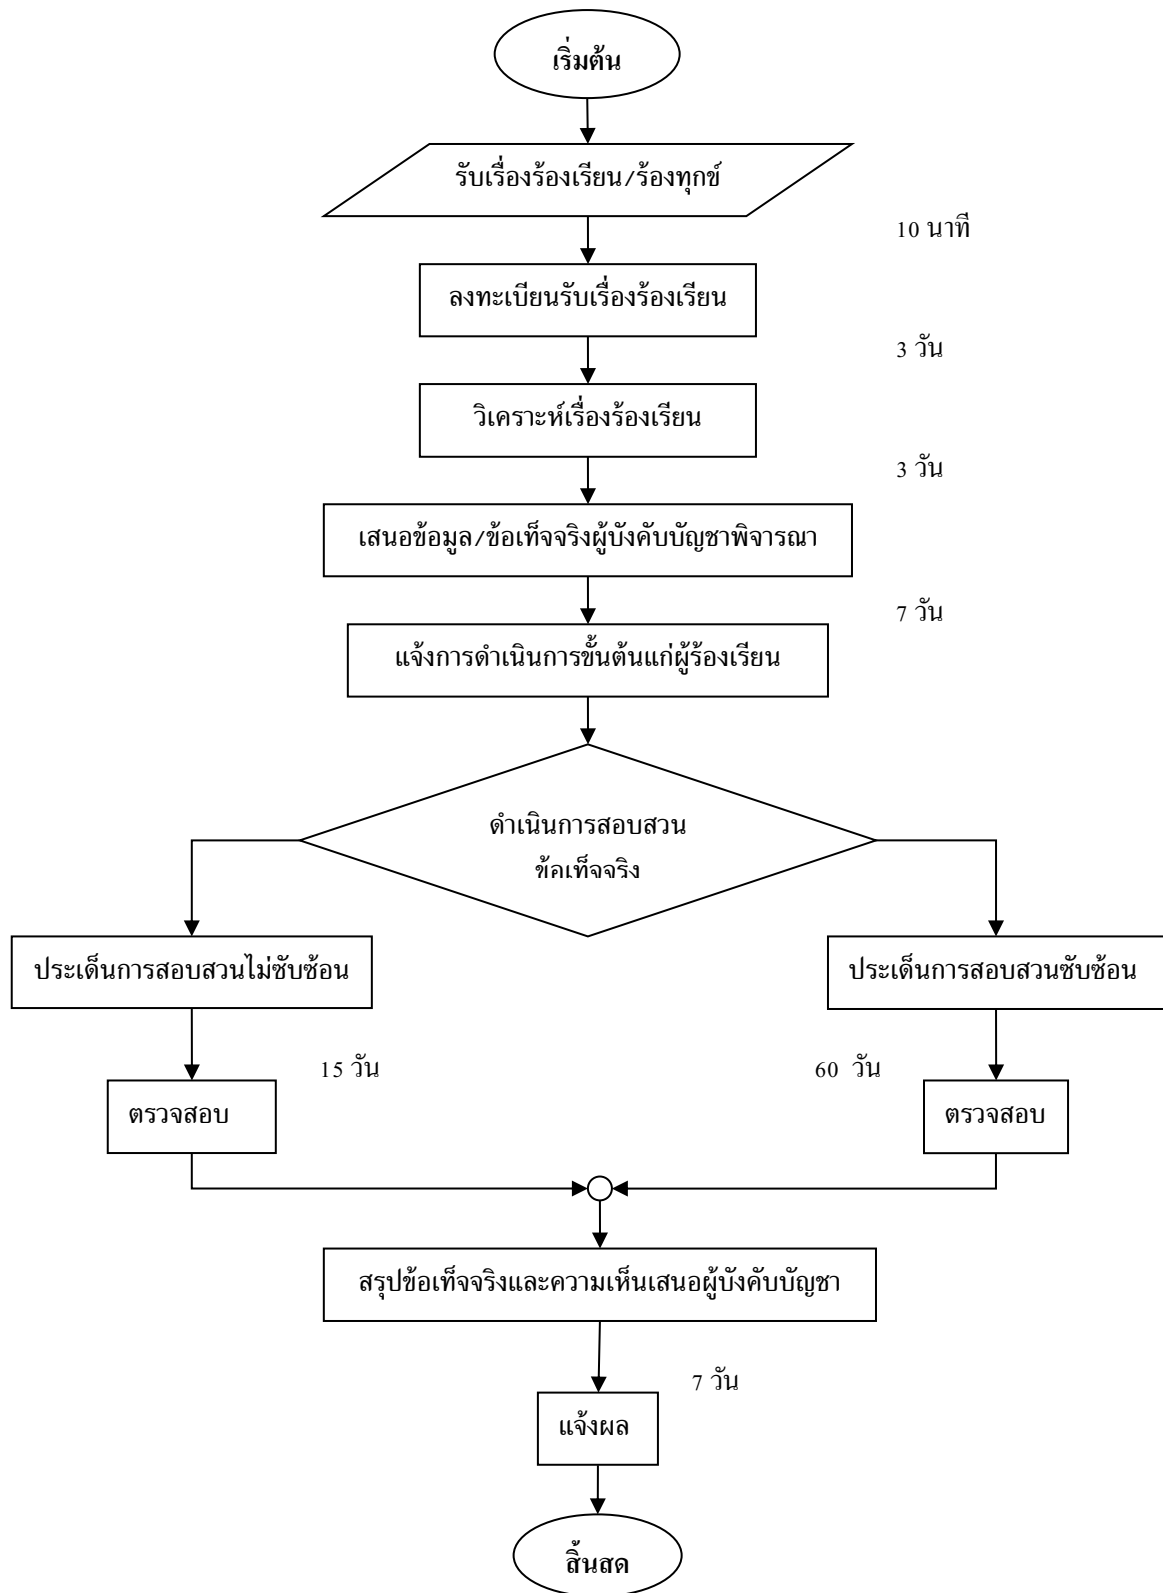 เริ่มต้น
รับเรื่องร้องเรียน/ร้องทุกข์
10 นาที
ลงทะเบียนรับเรื่องร้องเรียน
3 วัน
วิเคราะห์เรื่องร้องเรียน
3 วัน
เสนอข้อมูล/ข้อเท็จจริงผู้บังคับบัญชาพิจารณา
7 วัน
แจ้งการดำเนินการขั้นต้นแก่ผู้ร้องเรียน
ดำเนินการสอบสวน
ข้อเท็จจริง
ประเด็นการสอบสวนไม่ซับซ้อน
ประเด็นการสอบสวนซับซ้อน
15 วัน
60 วัน
ตรวจสอบ
ตรวจสอบ
สรุปข้อเท็จจริงและความเห็นเสนอผู้บังคับบัญชา
7 วัน
แจ้งผล
สิ้นสด